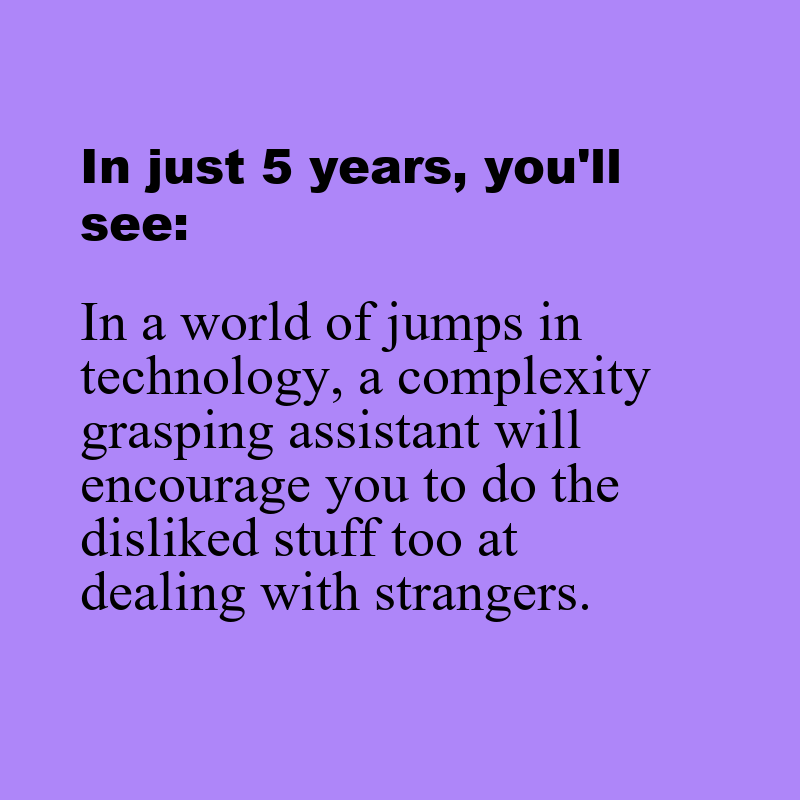 In just 5 years, you'll
see:
In a world of jumps in
technology, a complexity
grasping assistant will
encourage you to do the
disliked stuff too at
dealing with strangers.